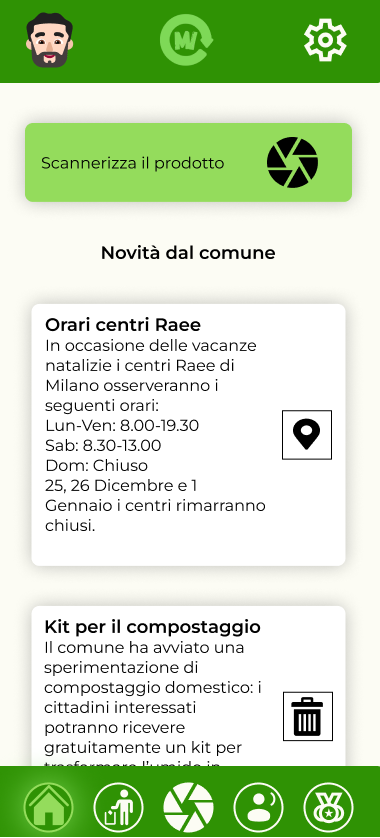 Scannerizza il prodotto
Novità dal comune
Orari centri Raee
In occasione delle vacanze
natalizie i centri Raee di
Milano osserveranno i
seguenti orari:
Lun-Ven: 8.00-19.30
Sab: 8.30-13.00
Dom: Chiuso
25, 26 Dicembre e 1
Gennaio i centri rimarranno
chiusi.
Kit per il compostaggio
Il comune ha avviato una
sperimentazione di
compostaggio domestico: i
cittadini interessati
potranno ricevere
gratuitamente un kit per
trasformare l'umido in